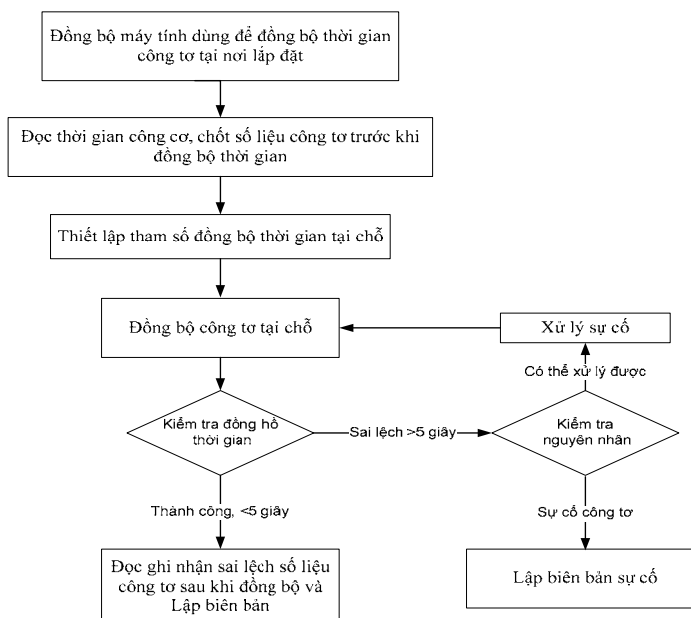 Đồng bộ máy tính dùng để đồng bộ thời gian
công tơ tại nơi lắp đặt
Đọc thời gian công cơ, chốt số liệu công tơ trước khi
đồng bộ thời gian
Thiết lập tham số đồng bộ thời gian tại chỗ
Đồng bộ công tơ tại chỗ
Xử lý sự cố
Có thể xử lý được
Kiểm tra đồng hồ
thời gian
Sai lệch >5 giây
Kiểm tra
nguyên nhân
Thành công, <5 giây
Sự cố công tơ
Đọc ghi nhận sai lệch số liệu
công tơ sau khi đồng bộ và
Lập biên bản
Lập biên bản sự cố